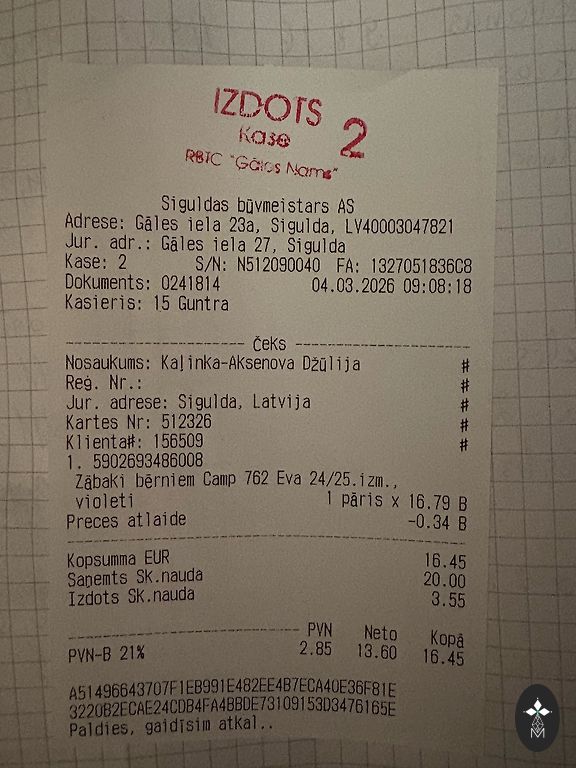 IZDOTS
Kase 2
RBTC "Gāles Nams"
Siguldas būvmeistars AS
Adrese: Gāles iela 23a, Sigulda, LV40003047821
Jur. adr.: Gāles iela 27, Sigulda
Kase: 2 S/N: N512090040 FA: 1327051836C8
Dokuments: 0241814 04.03.2026 09:08:18
Kasieris: 15 Guntra
Čeks
Nosaukums: Kaļinka-Aksenova Džūlija #
Reģ. Nr.: #
Jur. adrese: Sigulda, Latvija #
Kartes Nr: 512326 #
Klienta#: 156509 #
1. 5902693486008
Zābaki bērniem Camp 762 Eva 24/25.izm.,
violeti 1 pāris x 16.79 B
Preces atlaide -0.34 B
Kopsumma EUR 16.45
Saņemts Sk.nauda 20.00
Izdots Sk.nauda 3.55
PVN Neto Kopā
PVN-B 21% 2.85 13.60 16.45
A51496643707F1EB991E482EE4B7ECA40E36F81E
3220B2ECAE24CDB4FA4BBDE73109153D3476165E
Paldies, gaidīsim atkal..
M